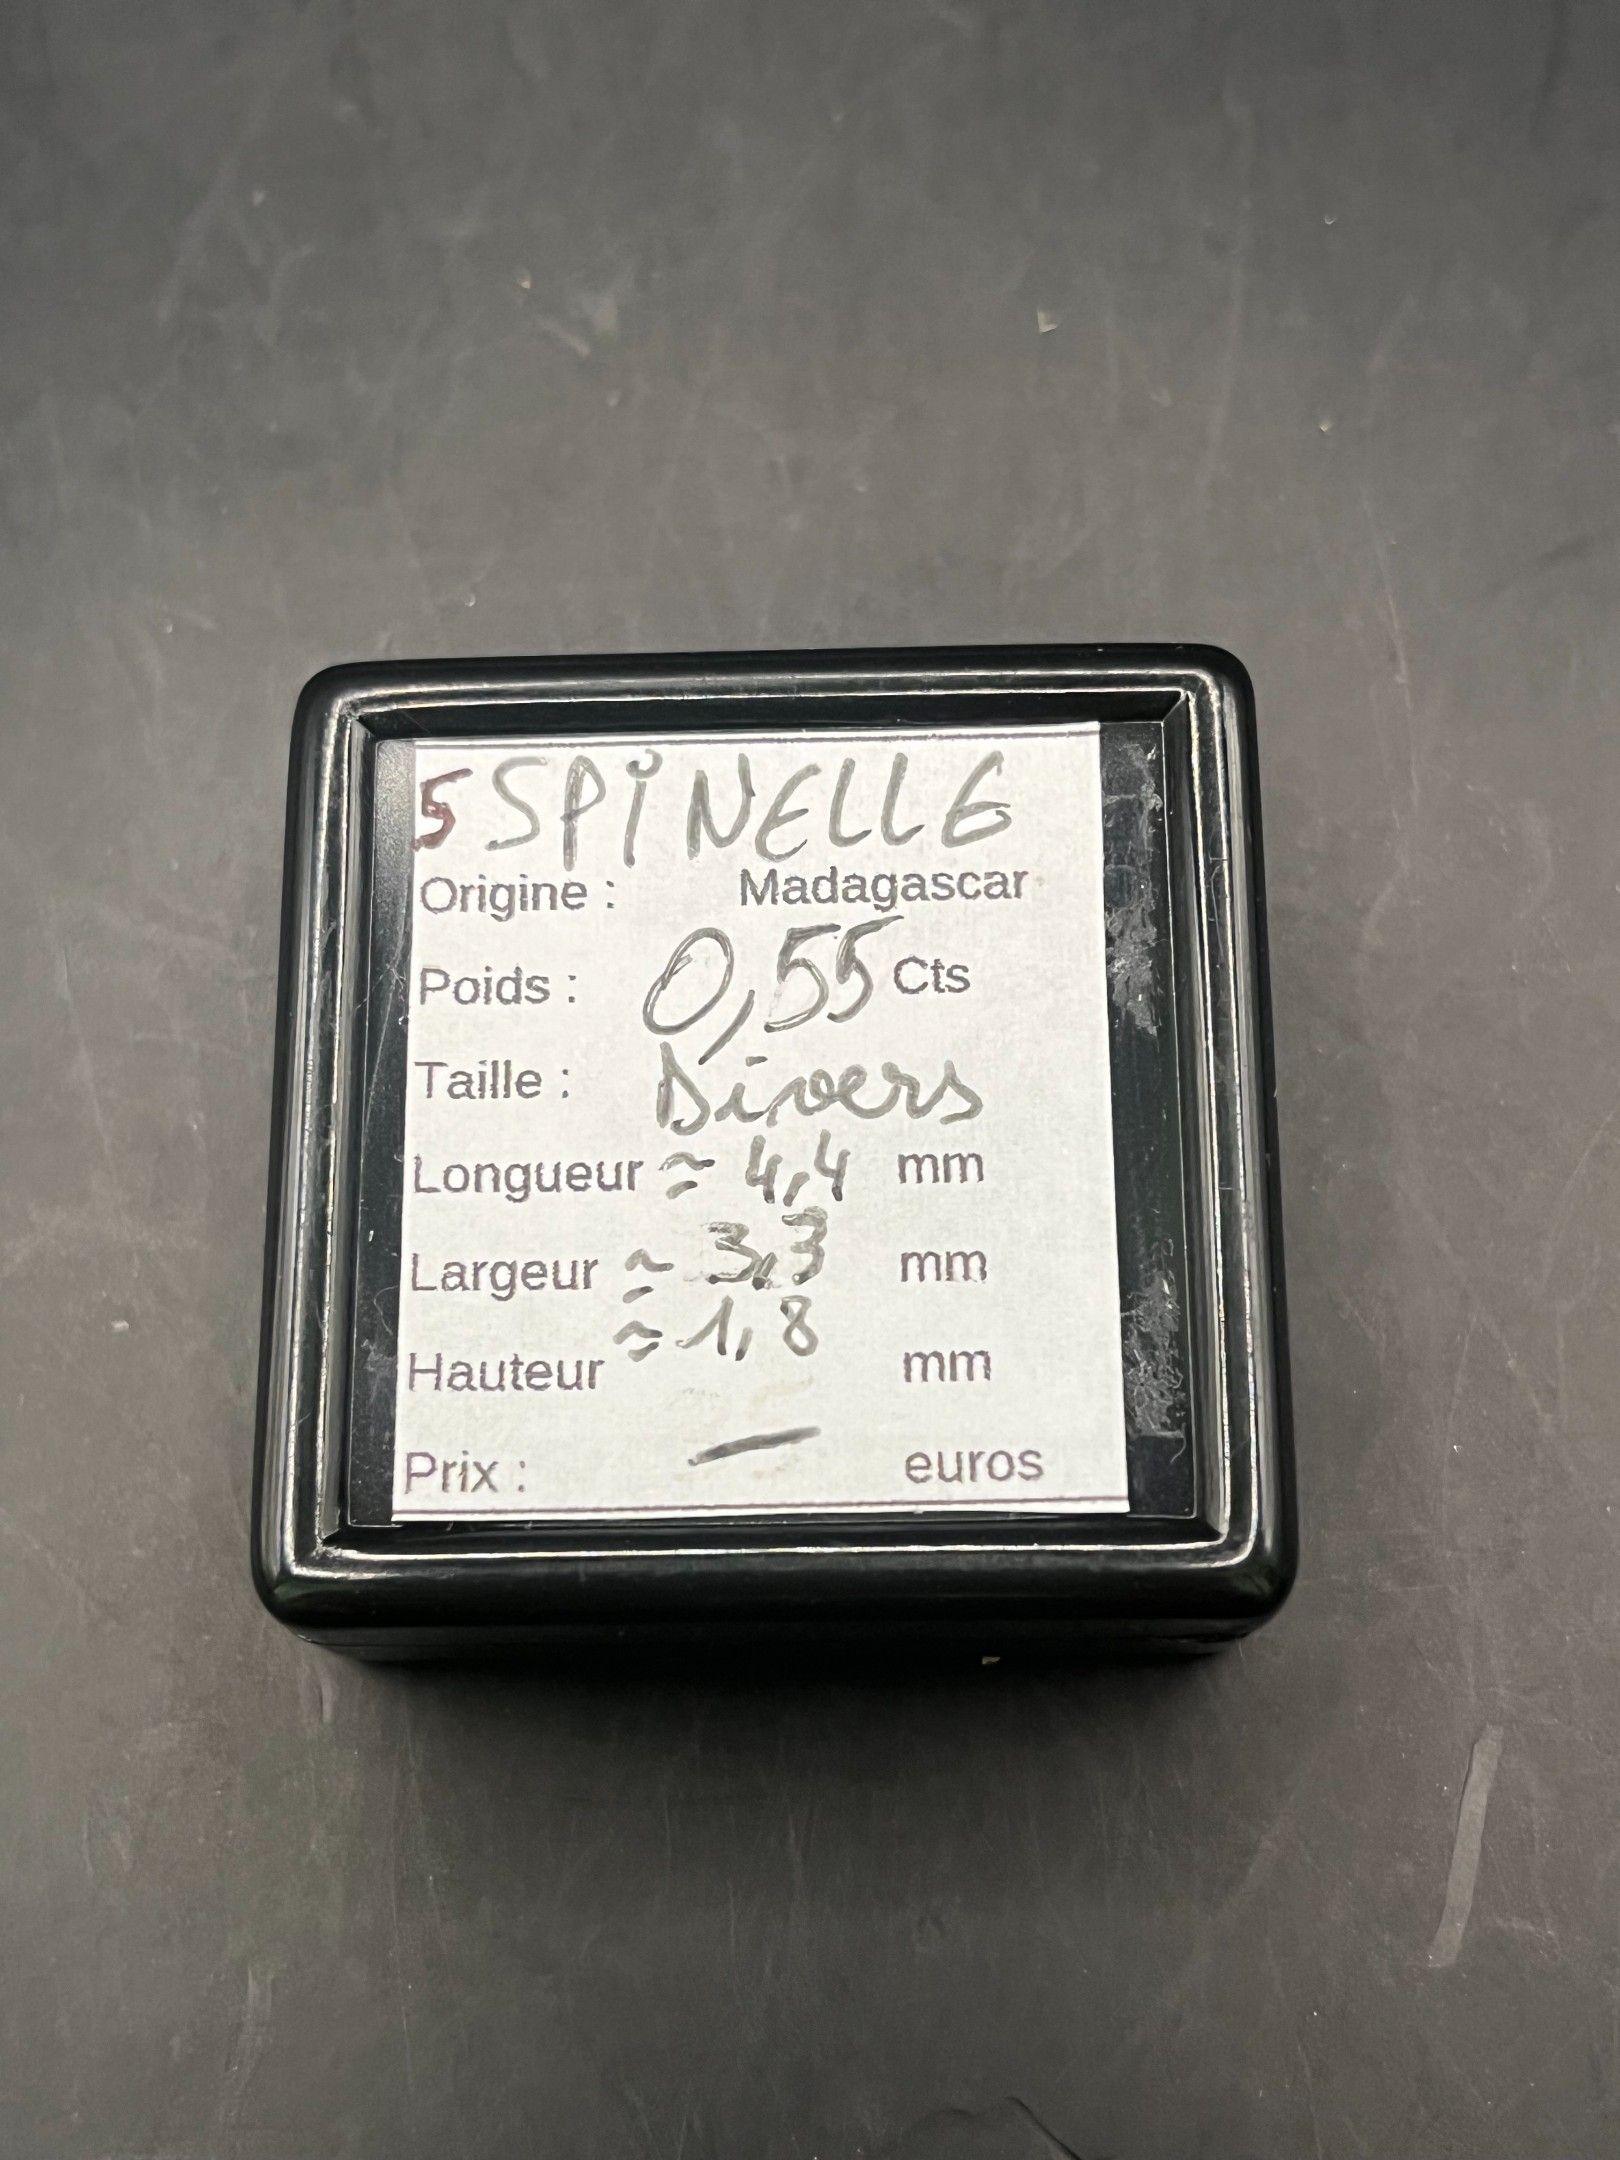 5 SPINELLE
Origine : Madagascar
Poids : 0,55 Cts
Taille : Divers
Longueur ≈ 4,4 mm
Largeur ≈ 3,3 mm
Hauteur ≈ 1,8 mm
Prix : — euros